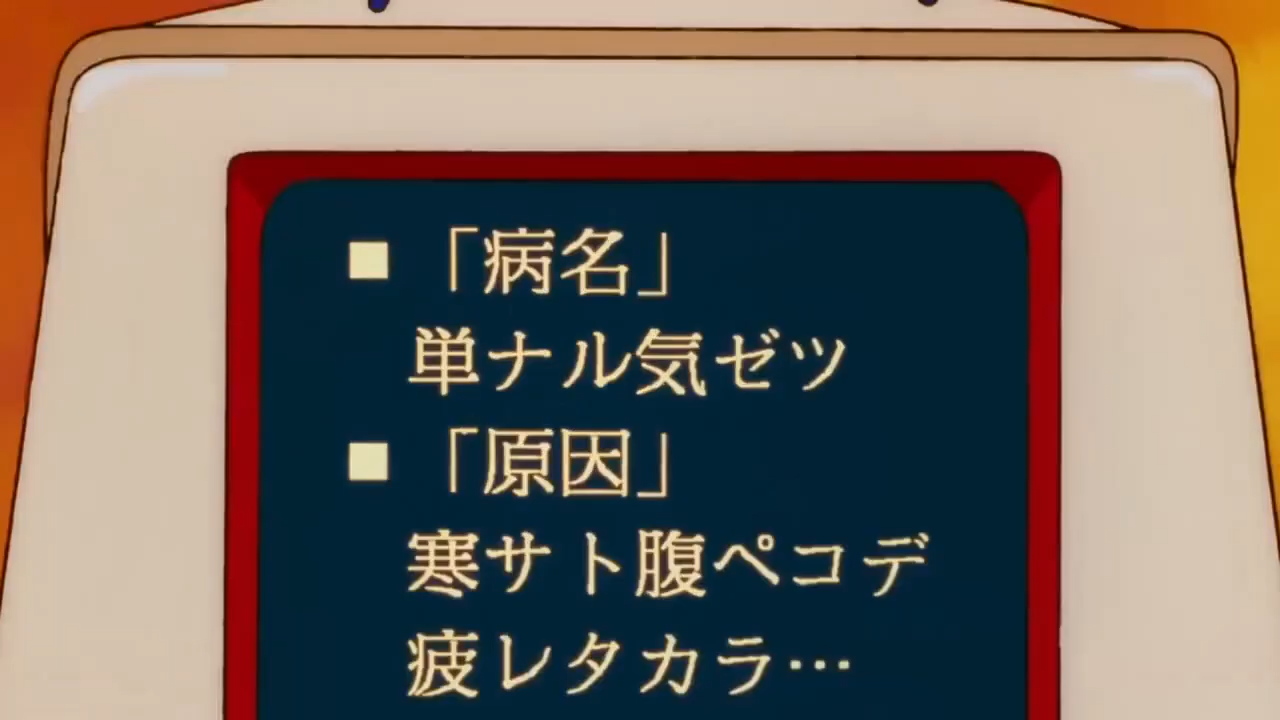 ■「病名」
単ナル気ゼツ
■「原因」
寒サト腹ペコデ
疲レタカラ…